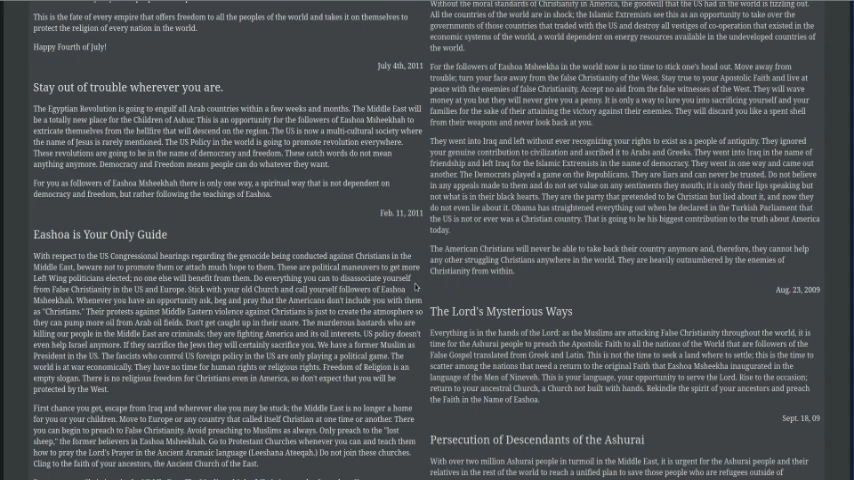 This is the fate of every empire that offers freedom to all the peoples of the world and takes it on themselves to
protect the religion of every nation in the world.
Happy Fourth of July!
July 4th, 2011
Stay out of trouble wherever you are.
The Egyptian Revolution is going to engulf all Arab countries within a few weeks and months. The Middle East will
be a totally new place for the Children of Ashur. This is an opportunity for the followers of Eashoa Msheekhah to
extricate themselves from the hellfire that will descend on the region. The US is now a multi-cultural society where
the name of Jesus is rarely mentioned. The US Policy in the world is going to promote revolution everywhere.
These revolutions are going to be in the name of democracy and freedom. These catch words do not mean
anything anymore. Democracy and Freedom means people can do whatever they want.
For you as followers of Eashoa Msheekhah there is only one way, a spiritual way that is not dependent on
democracy and freedom, but rather following the teachings of Eashoa.
Feb. 11, 2011
Eashoa is Your Only Guide
With respect to the US Congressional hearings regarding the genocide being conducted against Christians in the
Middle East, beware not to promote them or attach much hope to them. These are political maneuvers to get more
Left Wing politicians elected; no one else will benefit from them. Do everything you can to disassociate yourself
from False Christianity in the US and Europe. Stick with your old Church and call yourself followers of Eashoa
Msheekhah. Whenever you have an opportunity ask, beg and pray that the Americans don't include you with them
as "Christians." Their protests against Middle Eastern violence against Christians is just to create the atmosphere so
they can pump more oil from Arab oil fields. Don't get caught up in their snare. The murderous bastards who are
killing our people in the Middle East are criminals; they are fighting America and its oil interests. US policy doesn't
even help Israel anymore. If they sacrifice the Jews they will certainly sacrifice you. We have a former Muslim as
President in the US. The fascists who control US foreign policy in the US are only playing a political game. The
world is at war economically. They have no time for human rights or religious rights. Freedom of Religion is an
empty slogan. There is no religious freedom for Christians even in America, so don't expect that you will be
protected by the West.
First chance you get, escape from Iraq and wherever else you may be stuck; the Middle East is no longer a home
for you or your children. Move to Europe or any country that called itself Christian at one time or another. There
you can begin to preach to False Christianity. Avoid preaching to Muslims as always. Only preach to the "lost
sheep," the former believers in Eashoa Msheekhah. Go to Protestant Churches whenever you can and teach them
how to pray the Lord's Prayer in the Ancient Aramaic language (Leeshana Ateeqah.) Do not join these churches.
Cling to the faith of your ancestors, the Ancient Church of the East.
Without the moral standards of Christianity in America, the goodwill that the US had in the world is fizzling out.
All the countries of the world are in shock; the Islamic Extremists see this as an opportunity to take over the
governments of those countries that traded with the US and destroy all vestiges of co-operation that existed in the
economic systems of the world, a world dependent on energy resources available in the undeveloped countries of
the world.
For the followers of Eashoa Msheekha in the world now is no time to stick one's head out. Move away from
trouble; turn your face away from the false Christianity of the West. Stay true to your Apostolic Faith and live at
peace with the enemies of false Christianity. Accept no aid from the false witnesses of the West. They will wave
money at you but they will never give you a penny. It is only a way to lure you into sacrificing yourself and your
families for the sake of their attaining the victory against their enemies. They will discard you like a spent shell
from their weapons and never look back at you.
They went into Iraq and left without ever recognizing your rights to exist as a people of antiquity. They ignored
your genuine contribution to civilization and ascribed it to Arabs and Greeks. They went into Iraq in the name of
friendship and left Iraq for the Islamic Extremists in the name of democracy. They went in one way and came out
another. The Democrats played a game on the Republicans. They are liars and can never be trusted. Do not believe
in any appeals made to them and do not set value on any sentiments they mouth; it is only their lips speaking but
not what is in their black hearts. They are the party that pretended to be Christian but lied about it, and now they
do not even lie about it. Obama has straightened everything out when he declared in the Turkish Parliament that
the US is not or ever was a Christian country. That is going to be his biggest contribution to the truth about America
today.
The American Christians will never be able to take back their country anymore and, therefore, they cannot help
any other struggling Christians anywhere in the world. They are heavily outnumbered by the enemies of
Christianity from within.
Aug. 23, 2009
The Lord's Mysterious Ways
Everything is in the hands of the Lord: as the Muslims are attacking False Christianity throughout the world, it is
time for the Ashurai people to preach the Apostolic Faith to all the nations of the World that are followers of the
False Gospel translated from Greek and Latin. This is not the time to seek a land where to settle; this is the time to
scatter among the nations that need a return to the original Faith that Eashoa Msheekha inaugurated in the
language of the Men of Nineveh. This is your language, your opportunity to serve the Lord. Rise to the occasion;
return to your ancestral Church, a Church not built with hands. Rekindle the spirit of your ancestors and preach
the Faith in the Name of Eashoa.
Sept. 18, 09
Persecution of Descendants of the Ashurai
With over two million Ashurai people in turmoil in the Middle East, it is urgent for the Ashurai people and their
relatives in the rest of the world to reach a unified plan to save those people who are refugees outside of